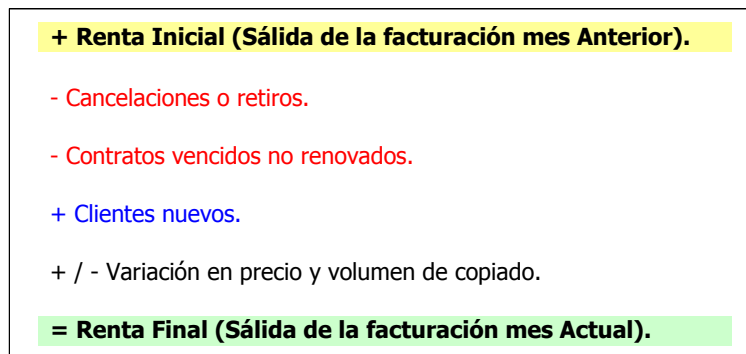 + Renta Inicial (Sálida de la facturación mes Anterior).
- Cancelaciones o retiros.
- Contratos vencidos no renovados.
+ Clientes nuevos.
+ / - Variación en precio y volumen de copiado.
= Renta Final (Sálida de la facturación mes Actual).